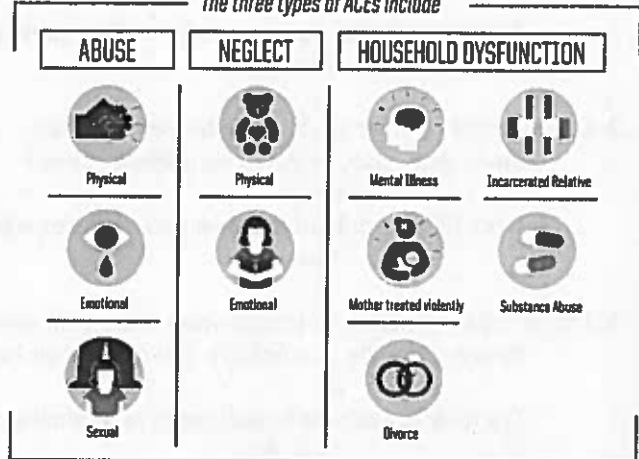 The three types of ACEs include
ABUSE
NEGLECT
HOUSEHOLD DYSFUNCTION
Physical
Physical
Mental Illness
Incarcerated Relative
Emotional
Emotional
Mother treated violently
Substance Abuse
Sexual
Divorce